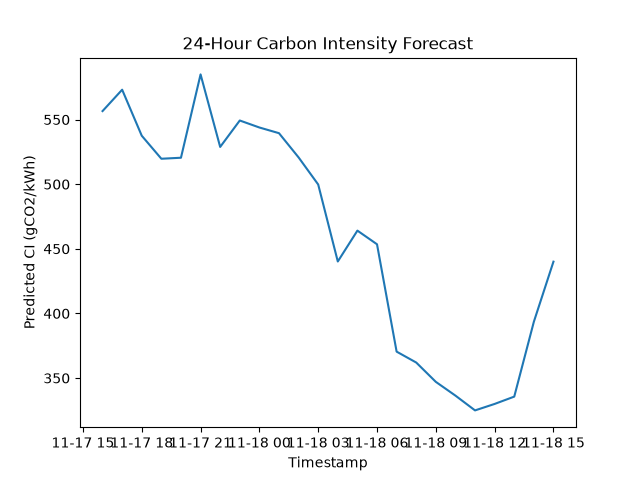 24-Hour Carbon Intensity Forecast
Predicted CI (gCO2/kWh)
550
500
450
400
350
11-17 15 11-17 18 11-17 21 11-18 00 11-18 03 11-18 06 11-18 09 11-18 12 11-18 15
Timestamp